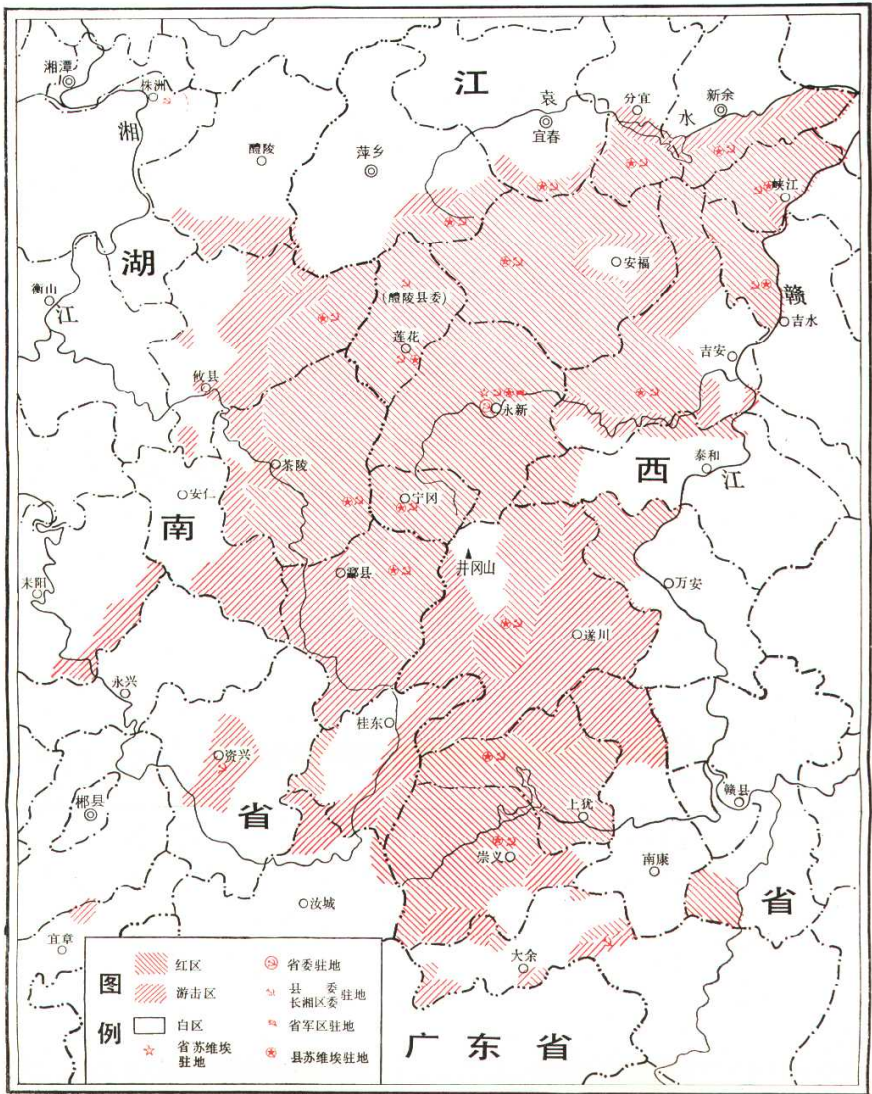 湘潭
株洲
湘
醴陵
江
萍乡
袁
宜春
分宜
水
新余
峡江
湖
衡山
江
(醴陵县委)
莲花
安福
赣
吉水
吉安
攸县
永新
茶陵
安仁
南
宁冈
西
泰和
江
耒阳
酃县
井冈山
万安
遂川
永兴
桂东
资兴
郴县
省
上犹
赣县
崇义
南康
省
汝城
宜章
大余
广东省
图例
红区
游击区
白区
省苏维埃
驻地
省委驻地
县委
长湘区委
驻地
省军区驻地
县苏维埃驻地